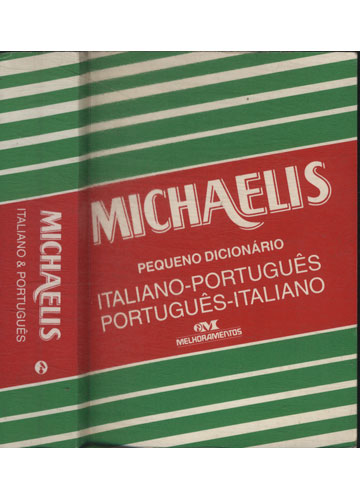 MICHAELIS
ITALIANO & PORTUGUÊS
MICHAELIS
PEQUENO DICIONÁRIO
ITALIANO-PORTUGUÊS
PORTUGUÊS-ITALIANO
MELHORAMENTOS